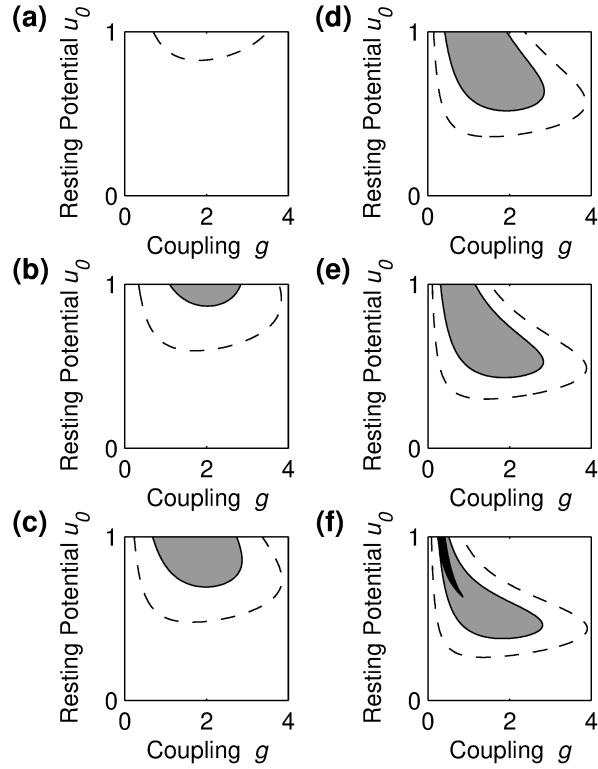 (a)
Resting Potential u0
1
0
0 2 4
Coupling g
(b)
Resting Potential u0
1
0
0 2 4
Coupling g
(c)
Resting Potential u0
1
0
0 2 4
Coupling g
(d)
Resting Potential u0
1
0
0 2 4
Coupling g
(e)
Resting Potential u0
1
0
0 2 4
Coupling g
(f)
Resting Potential u0
1
0
0 2 4
Coupling g